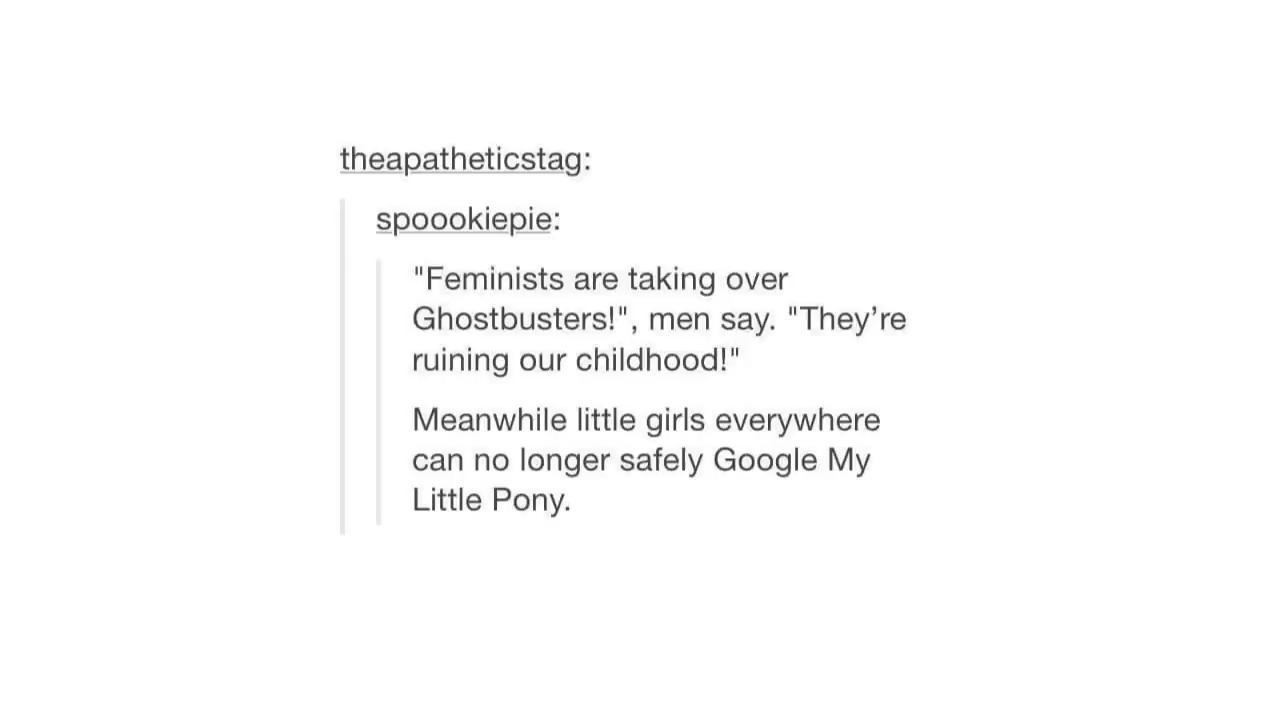 theapatheticstag:
spoookiepie:
"Feminists are taking over
Ghostbusters!", men say. "They’re
ruining our childhood!"
Meanwhile little girls everywhere
can no longer safely Google My
Little Pony.